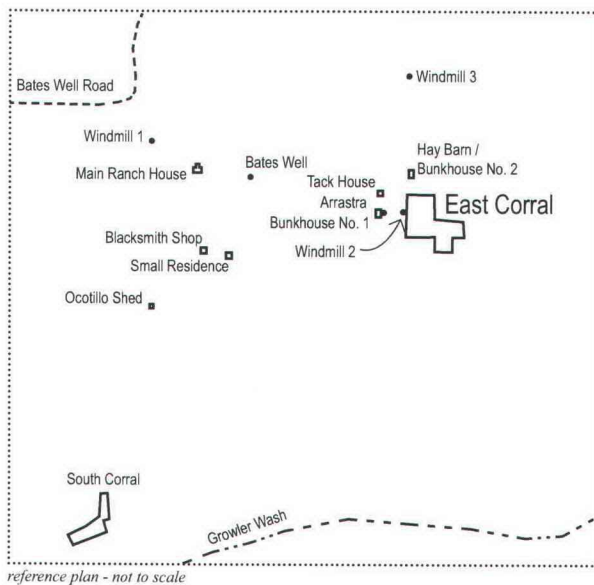 Windmill 3
Bates Well Road
Windmill 1
Hay Barn /
Bunkhouse No. 2
Main Ranch House
Bates Well
Tack House
Arrastra
East Corral
Bunkhouse No. 1
Blacksmith Shop
Windmill 2
Small Residence
Ocotillo Shed
South Corral
Growler Wash
reference plan - not to scale